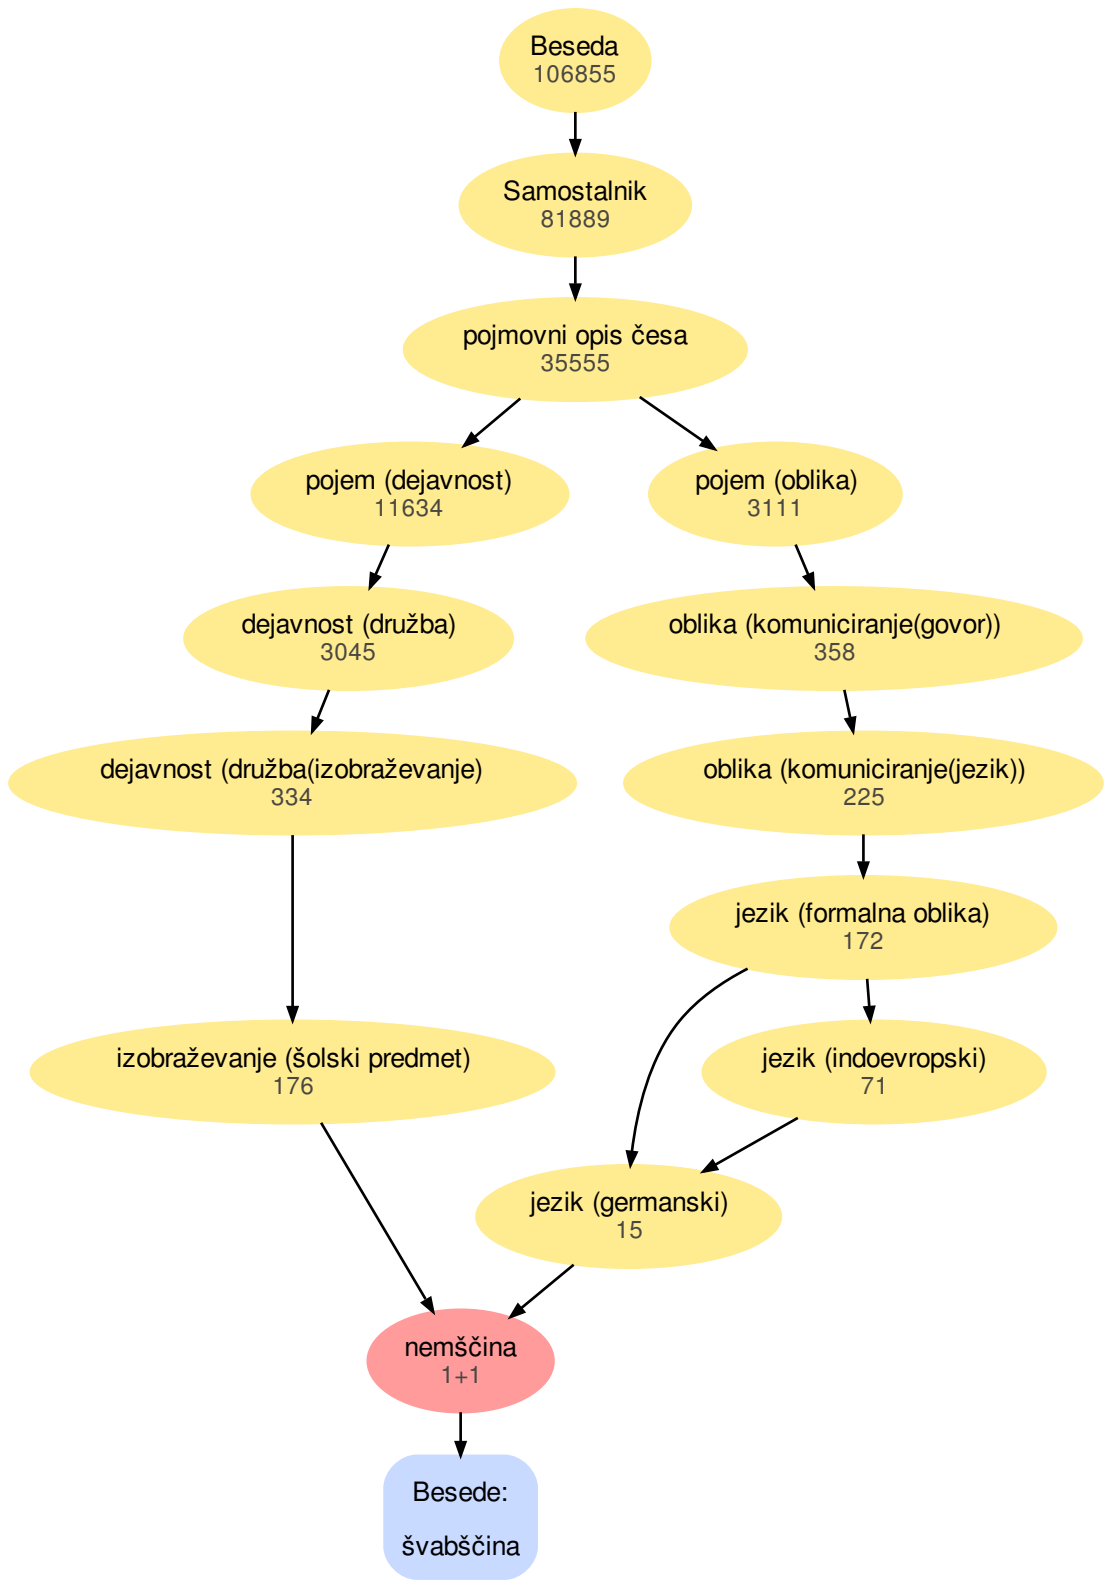 Beseda
106855
Samostalnik
81889
pojmovni opis česa
35555
pojem (dejavnost)
11634
pojem (oblika)
3111
dejavnost (družba)
3045
oblika (komuniciranje(govor))
358
dejavnost (družba(izobraževanje)
334
oblika (komuniciranje(jezik))
225
jezik (formalna oblika)
172
izobraževanje (šolski predmet)
176
jezik (indoevropski)
71
jezik (germanski)
15
nemščina
1+1
Besede:
švabščina